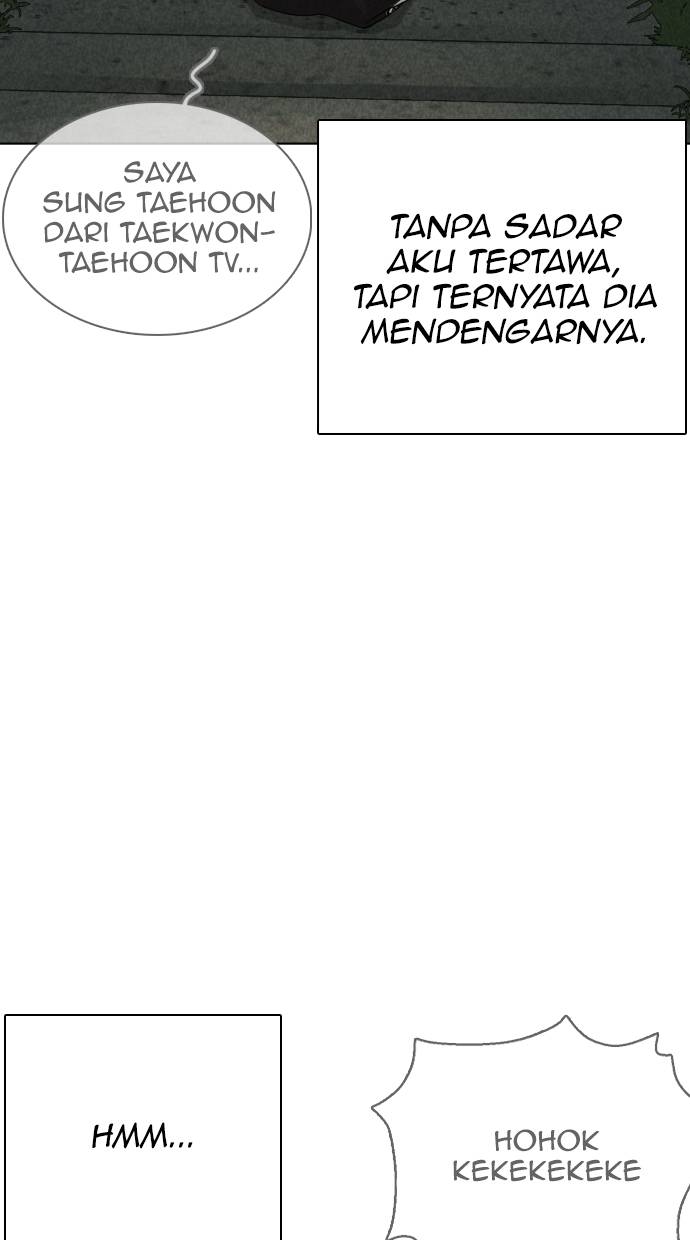 SAYA
SUNG TAEHOON
DARI TAEKWON-
TAEHOON TV...
TANPA SADAR
AKU TERTAWA,
TAPI TERNYATA DIA
MENDENGARNYA.
HMM...
HOHOK
KEKEKEKEKE